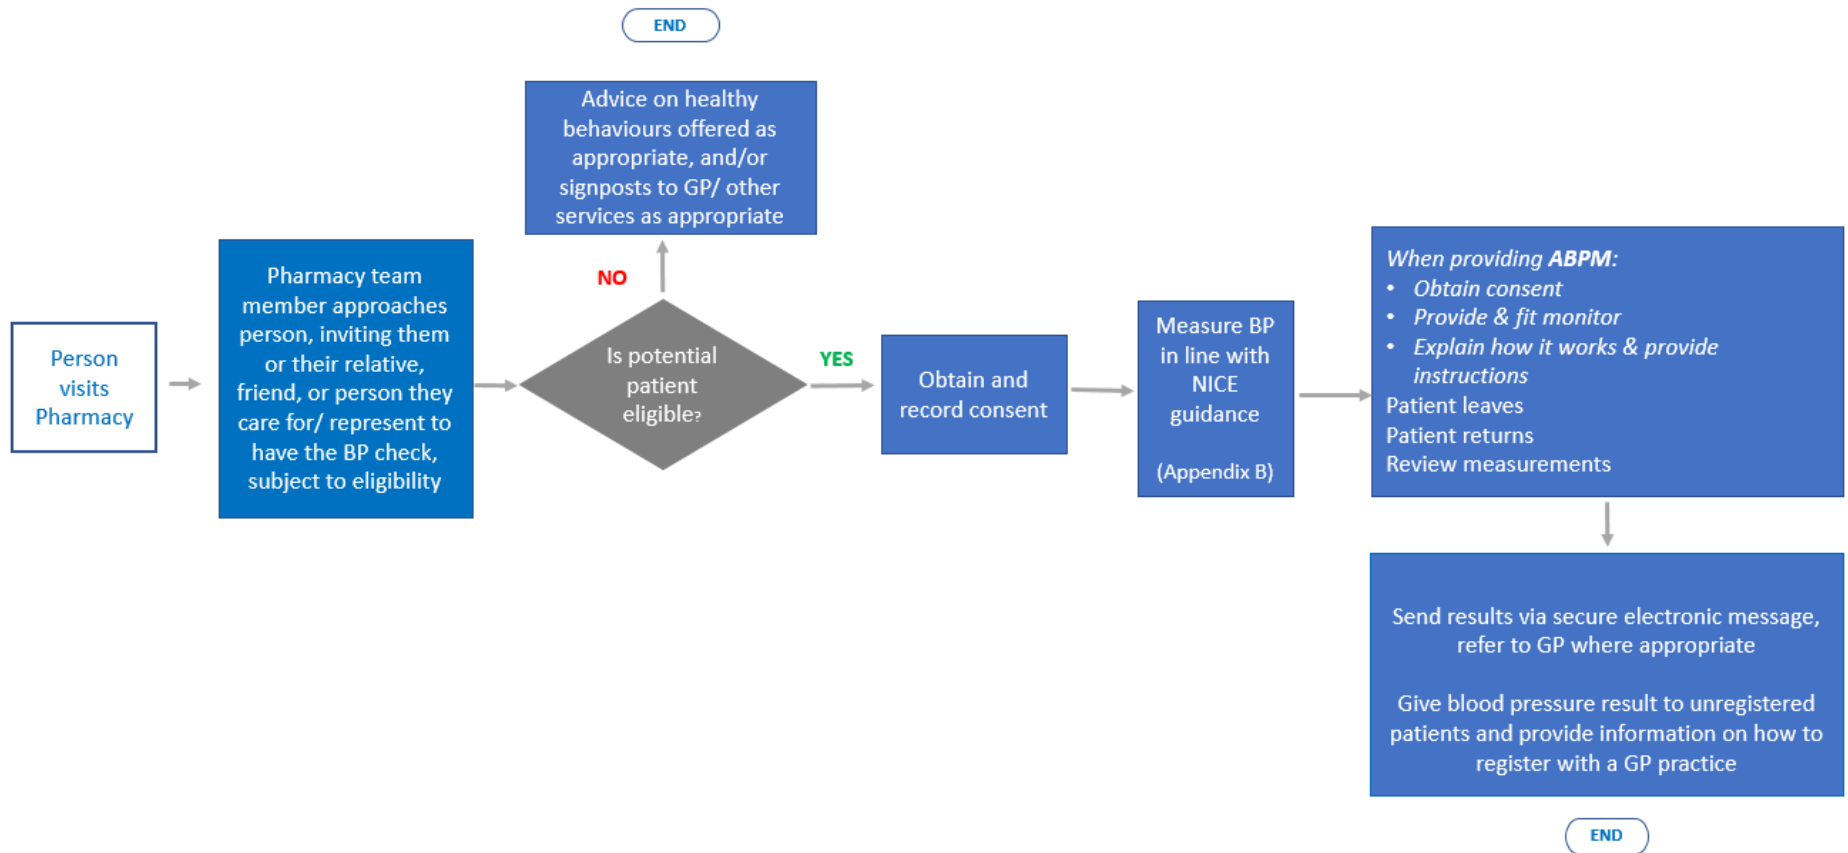 END
Advice on healthy
behaviours offered as
appropriate, and/or
signposts to GP/ other
services as appropriate
NO
Person
visits
Pharmacy
Pharmacy team
member approaches
person, inviting them
or their relative,
friend, or person they
care for/ represent to
have the BP check,
subject to eligibility
Is potential
patient
eligible?
YES
Obtain and
record consent
Measure BP
in line with
NICE
guidance
(Appendix B)
When providing ABPM:
• Obtain consent
• Provide & fit monitor
• Explain how it works & provide
instructions
Patient leaves
Patient returns
Review measurements
Send results via secure electronic message,
refer to GP where appropriate
Give blood pressure result to unregistered
patients and provide information on how to
register with a GP practice
END